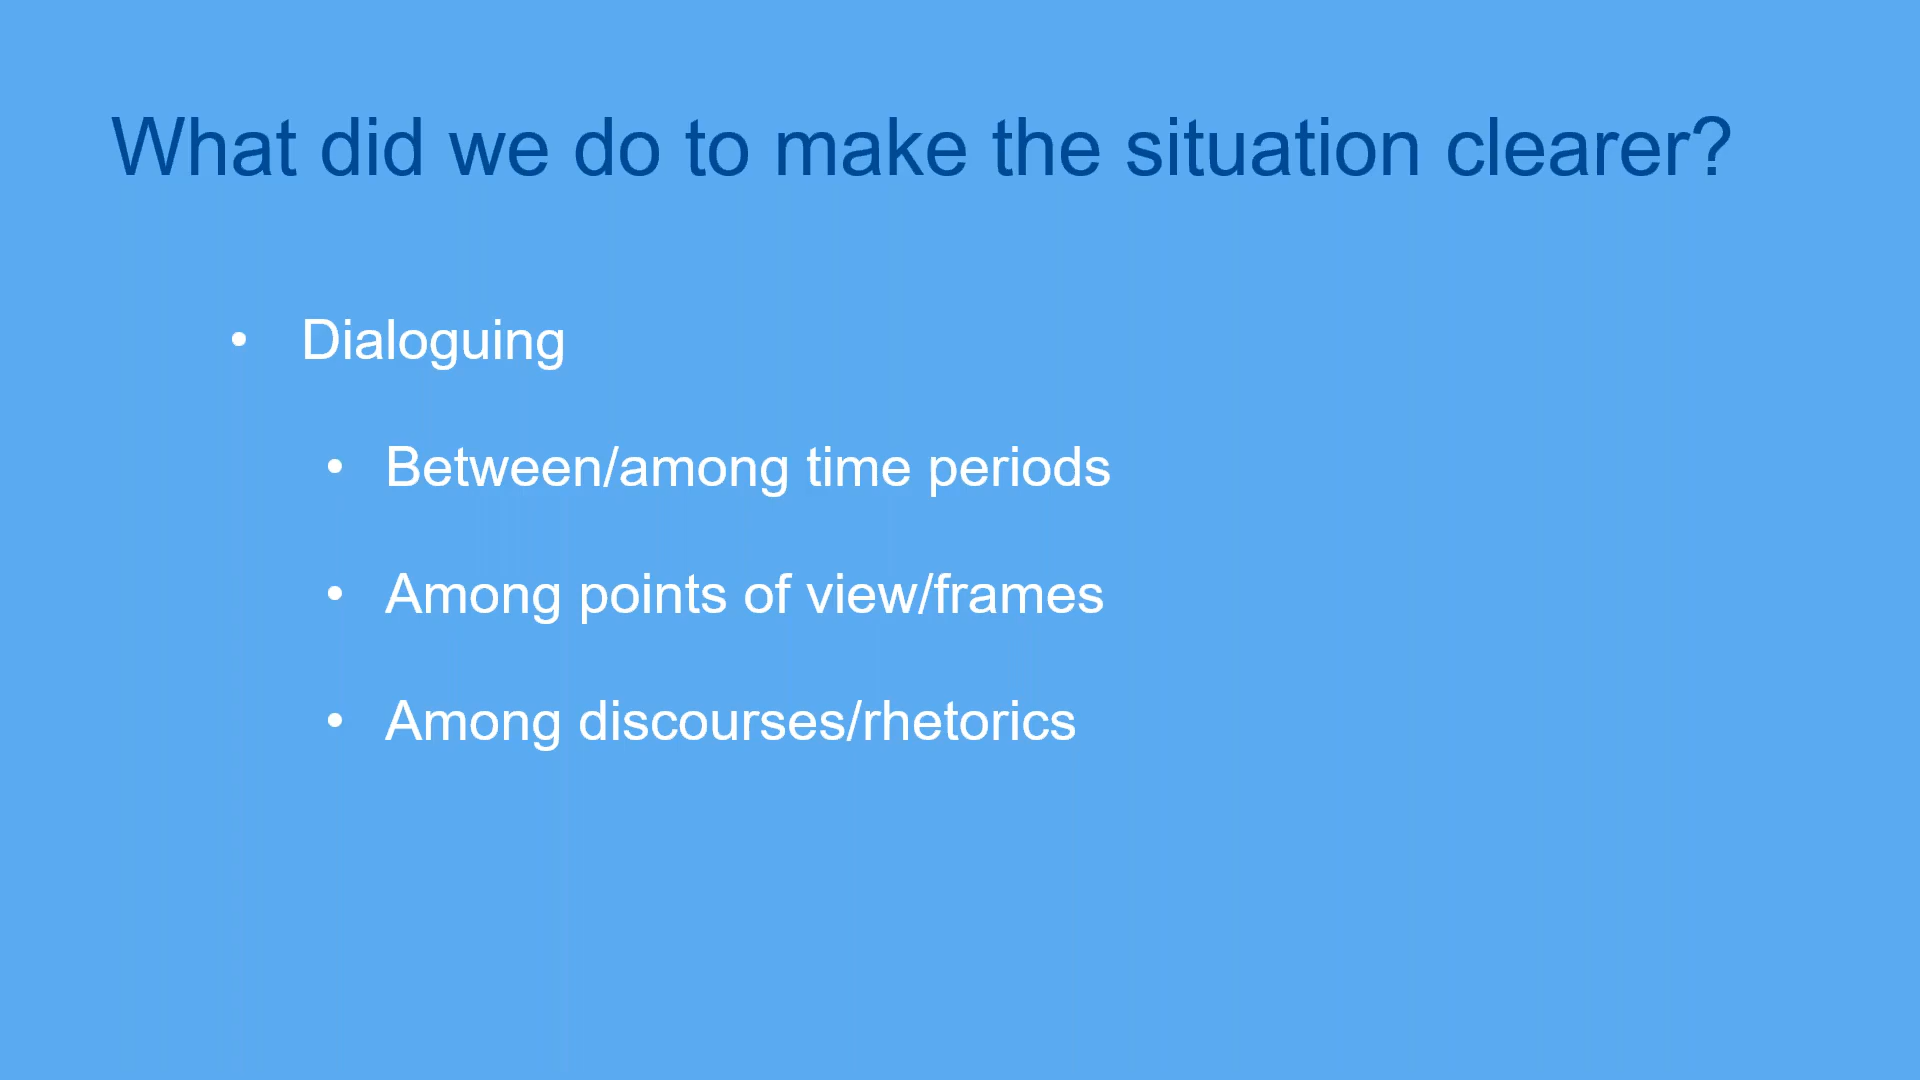 What did we do to make the situation clearer?
• Dialoguing
• Between/among time periods
• Among points of view/frames
• Among discourses/rhetorics